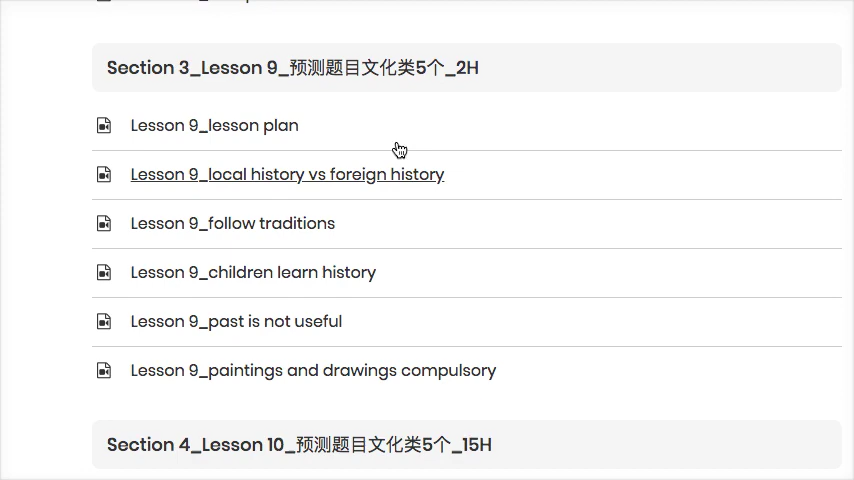 Section 3_Lesson 9_预测题目文化类5个_2H
Lesson 9_lesson plan
Lesson 9_local history vs foreign history
Lesson 9_follow traditions
Lesson 9_children learn history
Lesson 9_past is not useful
Lesson 9_paintings and drawings compulsory
Section 4_Lesson 10_预测题目文化类5个_15H